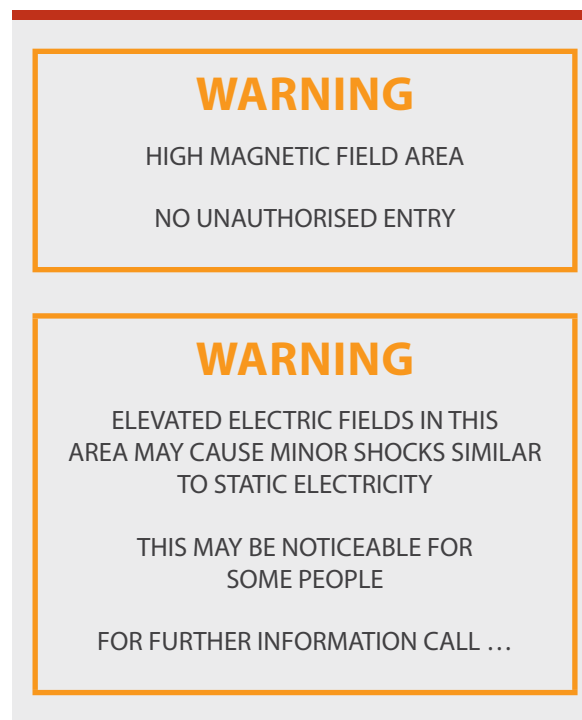 WARNING
HIGH MAGNETIC FIELD AREA
NO UNAUTHORISED ENTRY
WARNING
ELEVATED ELECTRIC FIELDS IN THIS
AREA MAY CAUSE MINOR SHOCKS SIMILAR
TO STATIC ELECTRICITY
THIS MAY BE NOTICEABLE FOR
SOME PEOPLE
FOR FURTHER INFORMATION CALL …